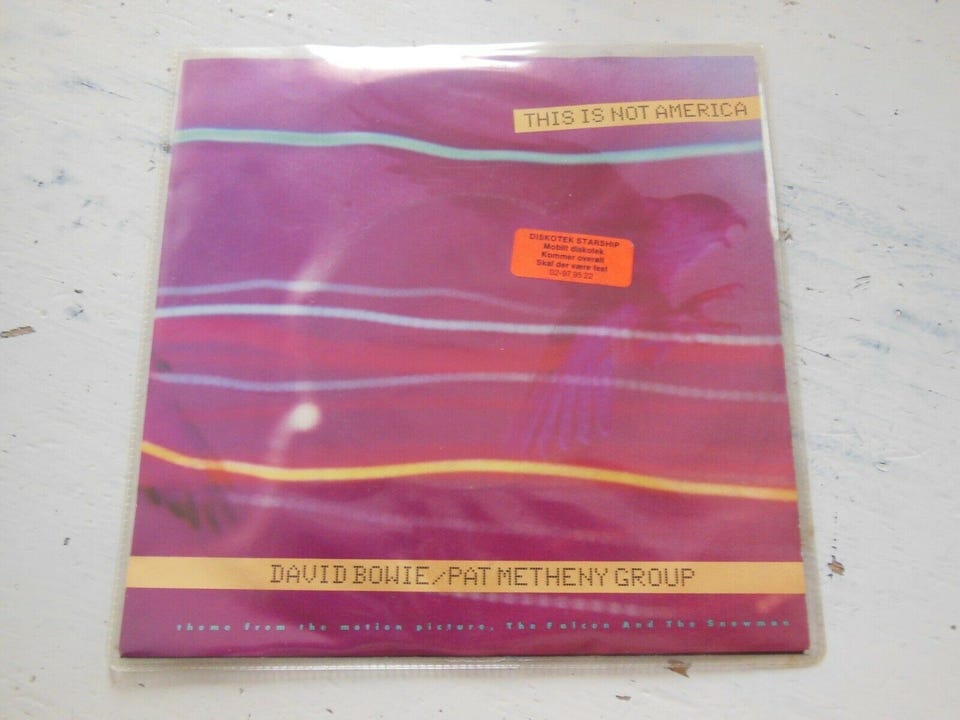 THIS IS NOT AMERICA
DISKOTEK STARSHIP
Mobilt diskotek
Kommer overalt
Skal der være fest
02-97 95 22
DAVID BOWIE/PAT METHENY GROUP
theme from the motion picture, The Falcon And The Snowman